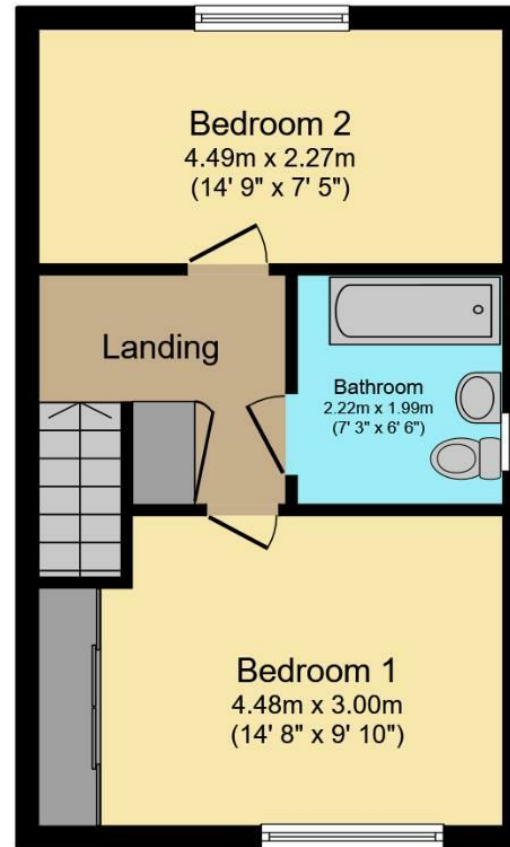 Bedroom 2
4.49m x 2.27m
(14' 9" x 7' 5")
Landing
Bathroom
2.22m x 1.99m
(7' 3" x 6' 6")
Bedroom 1
4.48m x 3.00m
(14' 8" x 9' 10")